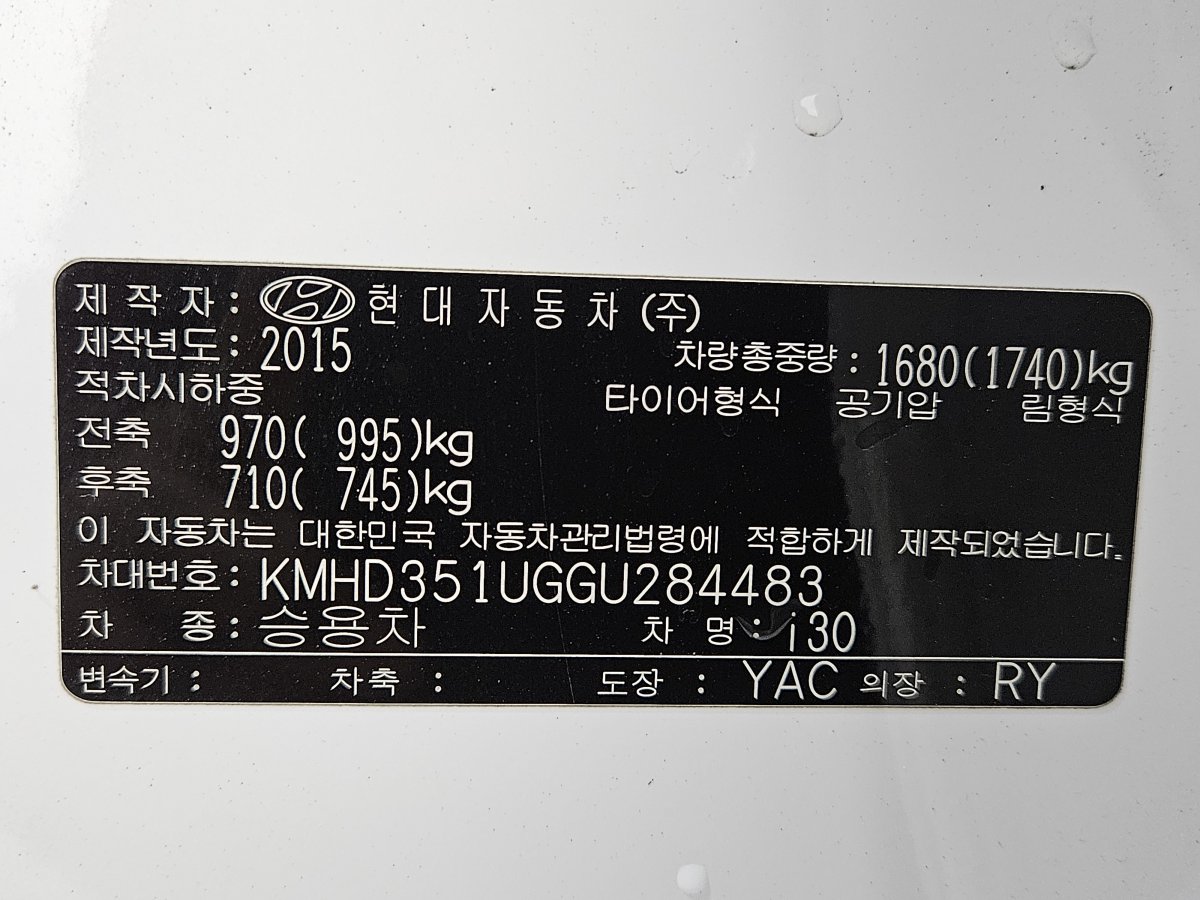 제 작 자 : 현 대 자 동 차 (주)
제작년도 : 2015 차량총중량 : 1680(1740)kg
적차시하중 타이어형식 공기압 림형식
전축 970( 995)kg
후축 710( 745)kg
이 자동차는 대한민국 자동차관리법령에 적합하게 제작되었습니다.
차대번호 : KMHD351UGGU284483
차 종 : 승용차 차 명 : i30
변속기 : 차축 : 도장 : YAC 의장 : RY